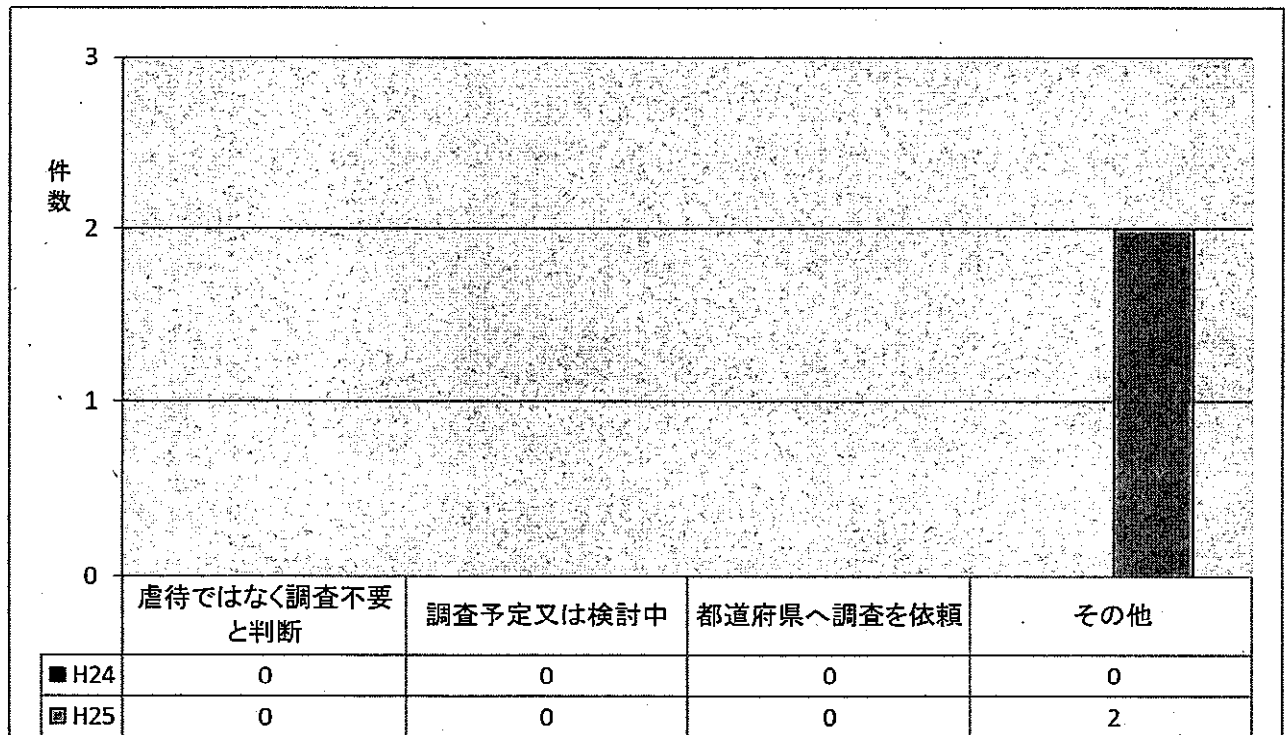 3
件
数
2
1
0
虐待ではなく調査不要
と判断
調査予定又は検討中
都道府県へ調査を依頼
その他
H24 0 0 0 0
H25 0 0 0 2